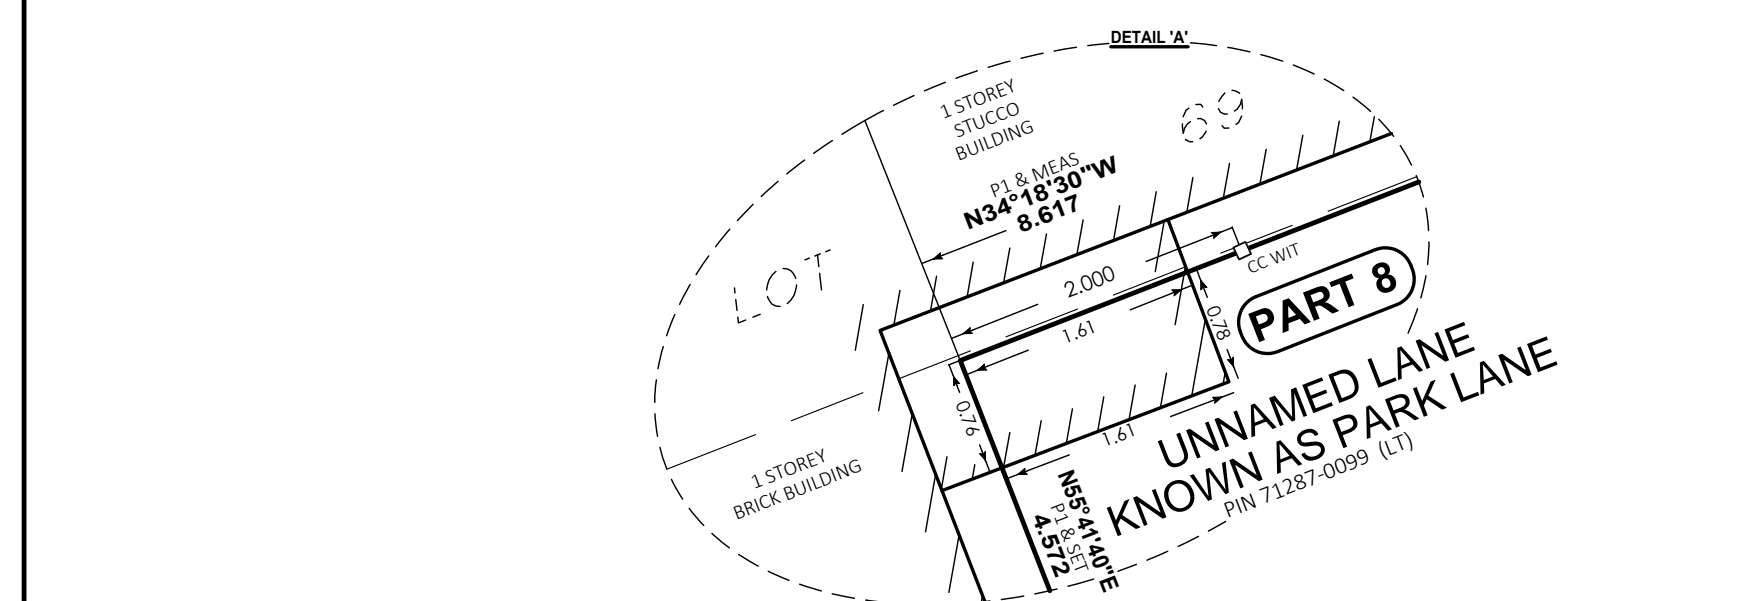 DETAIL 'A'
1 STOREY
STUCCO
BUILDING
69
P1 & MEAS
N34°18'30"W
8.617
LOT
2.000
CC WIT
1.61
0.78
PART 8
0.76
1.61
UNNAMED LANE
KNOWN AS PARK LANE
PIN 71287-0099 (LT)
1 STOREY
BRICK BUILDING
N55°41'40"E
P1 & SET
4.572